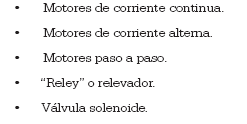 • Motores de corriente continua.
• Motores de corriente alterna.
• Motores paso a paso.
• “Reley” o relevador.
• Válvula solenoide.